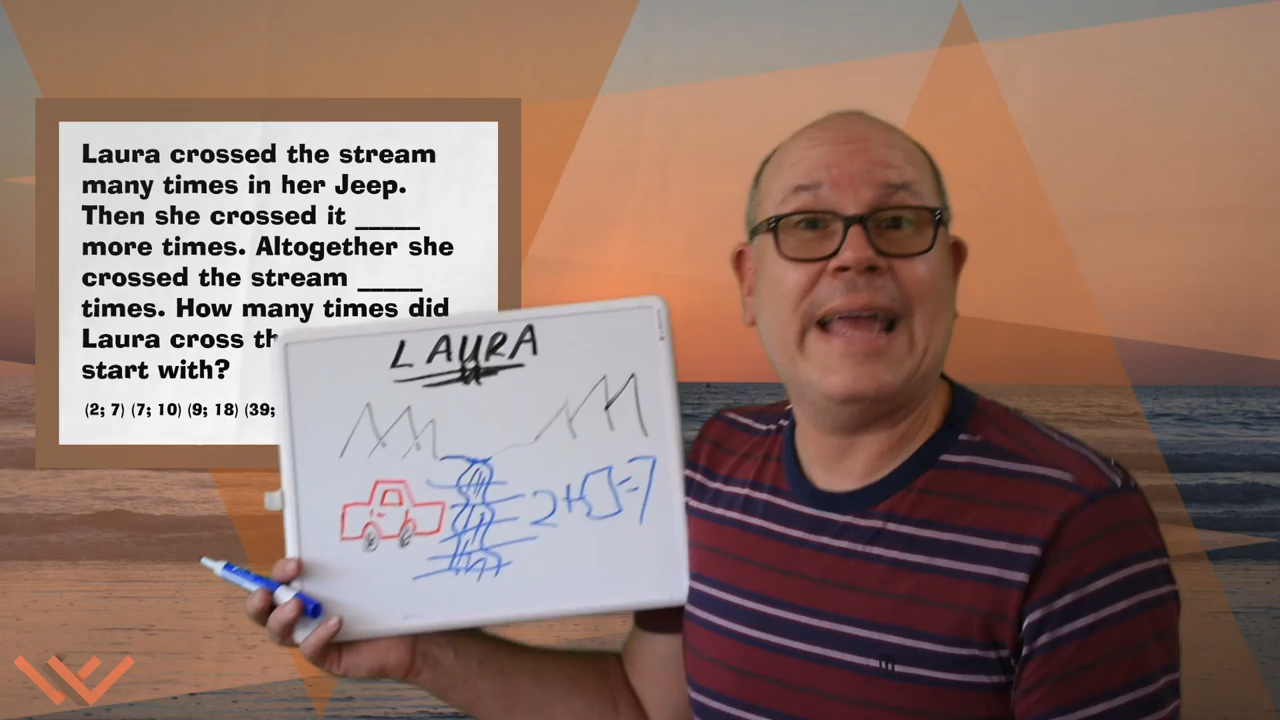 Laura crossed the stream
many times in her Jeep.
Then she crossed it _____
more times. Altogether she
crossed the stream _____
times. How many times did
Laura cross th
start with?
(2; 7) (7; 10) (9; 18) (39;
LAURA
2+□=7